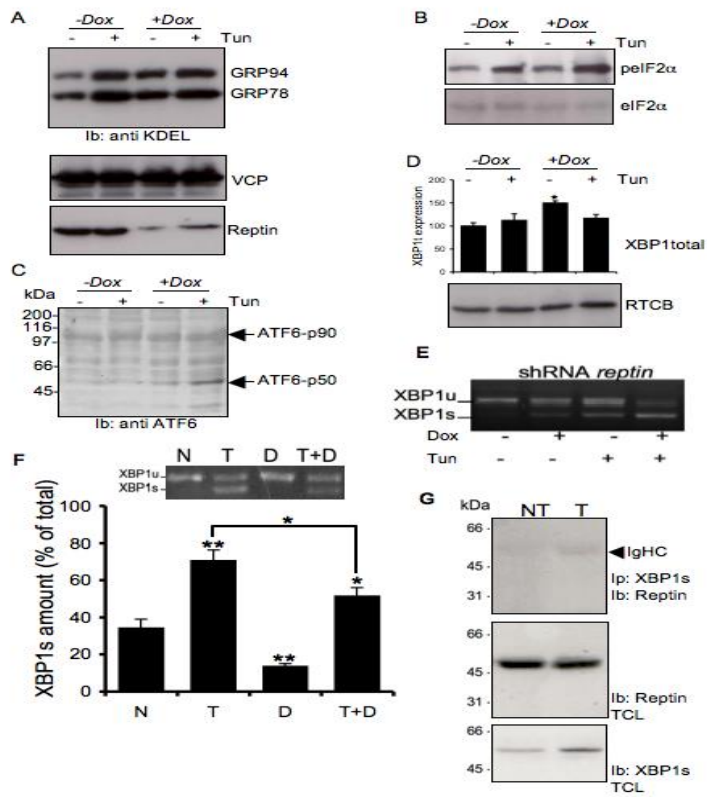 A
-Dox +Dox
- + - + Tun
GRP94
GRP78
Ib: anti KDEL
VCP
Reptin
B
-Dox +Dox
- + - + Tun
peIF2α
eIF2α
C
-Dox +Dox
kDa - + - + Tun
200-
116-
97-
66-
45-
ATF6-p90
ATF6-p50
Ib: anti ATF6
D
-Dox +Dox
- + - + Tun
XBP1t expression
200
150
100
50
0
*
XBP1total
RTCB
E
shRNA reptin
XBP1u
XBP1s
Dox - + - +
Tun - - + +
F
N T D T+D
XBP1u
XBP1s
XBP1s amount (% of total)
100
80
60
40
20
0
**
**
*
*
N T D T+D
G
kDa NT T
66 -
45 -
31 -
IgHC
Ip: XBP1s
Ib: Reptin
66 -
45 -
31 -
Ib: Reptin
TCL
66 -
45 -
Ib: XBP1s
TCL